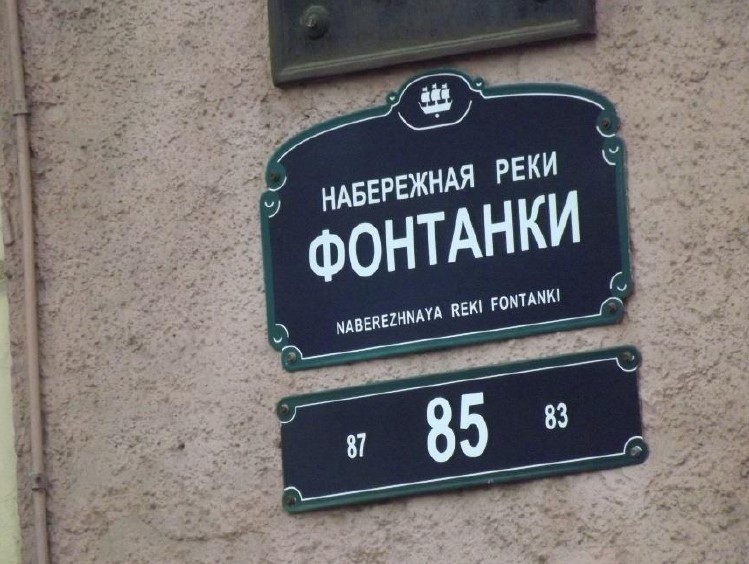 НАБЕРЕЖНАЯ РЕКИ
ФОНТАНКИ
NABEREZHNAYA REKI FONTANKI
87 85 83